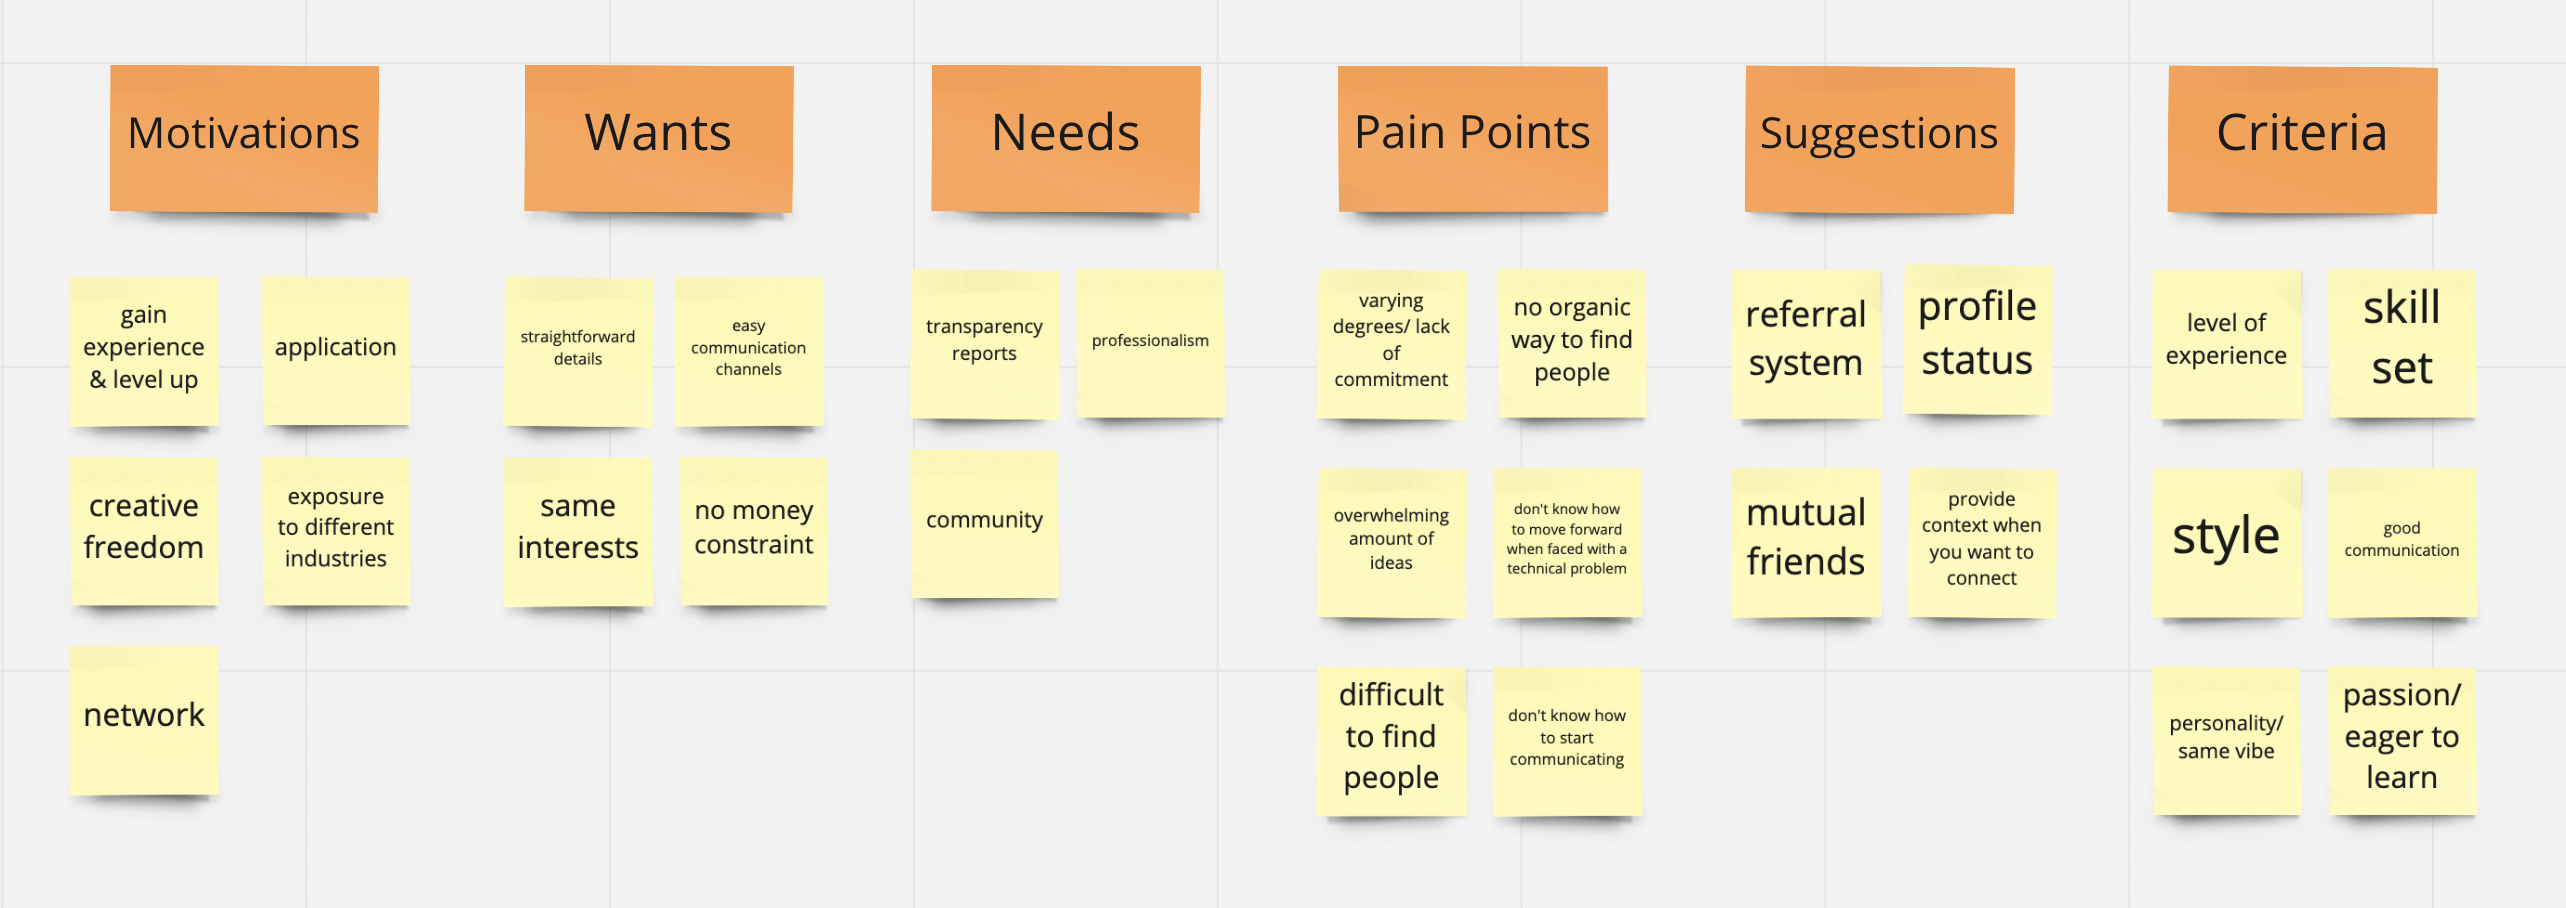 Motivations
Wants
Needs
Pain Points
Suggestions
Criteria
gain
experience
& level up
application
creative
freedom
exposure
to different
industries
network
straightforward
details
easy
communication
channels
same
interests
no money
constraint
transparency
reports
professionalism
community
varying
degrees/ lack
of
commitment
no organic
way to find
people
overwhelming
amount of
ideas
don't know how
to move forward
when faced with a
technical problem
difficult
to find
people
don't know how
to start
communicating
referral
system
profile
status
mutual
friends
provide
context when
you want to
connect
level of
experience
skill
set
style
good
communication
personality/
same vibe
passion/
eager to
learn